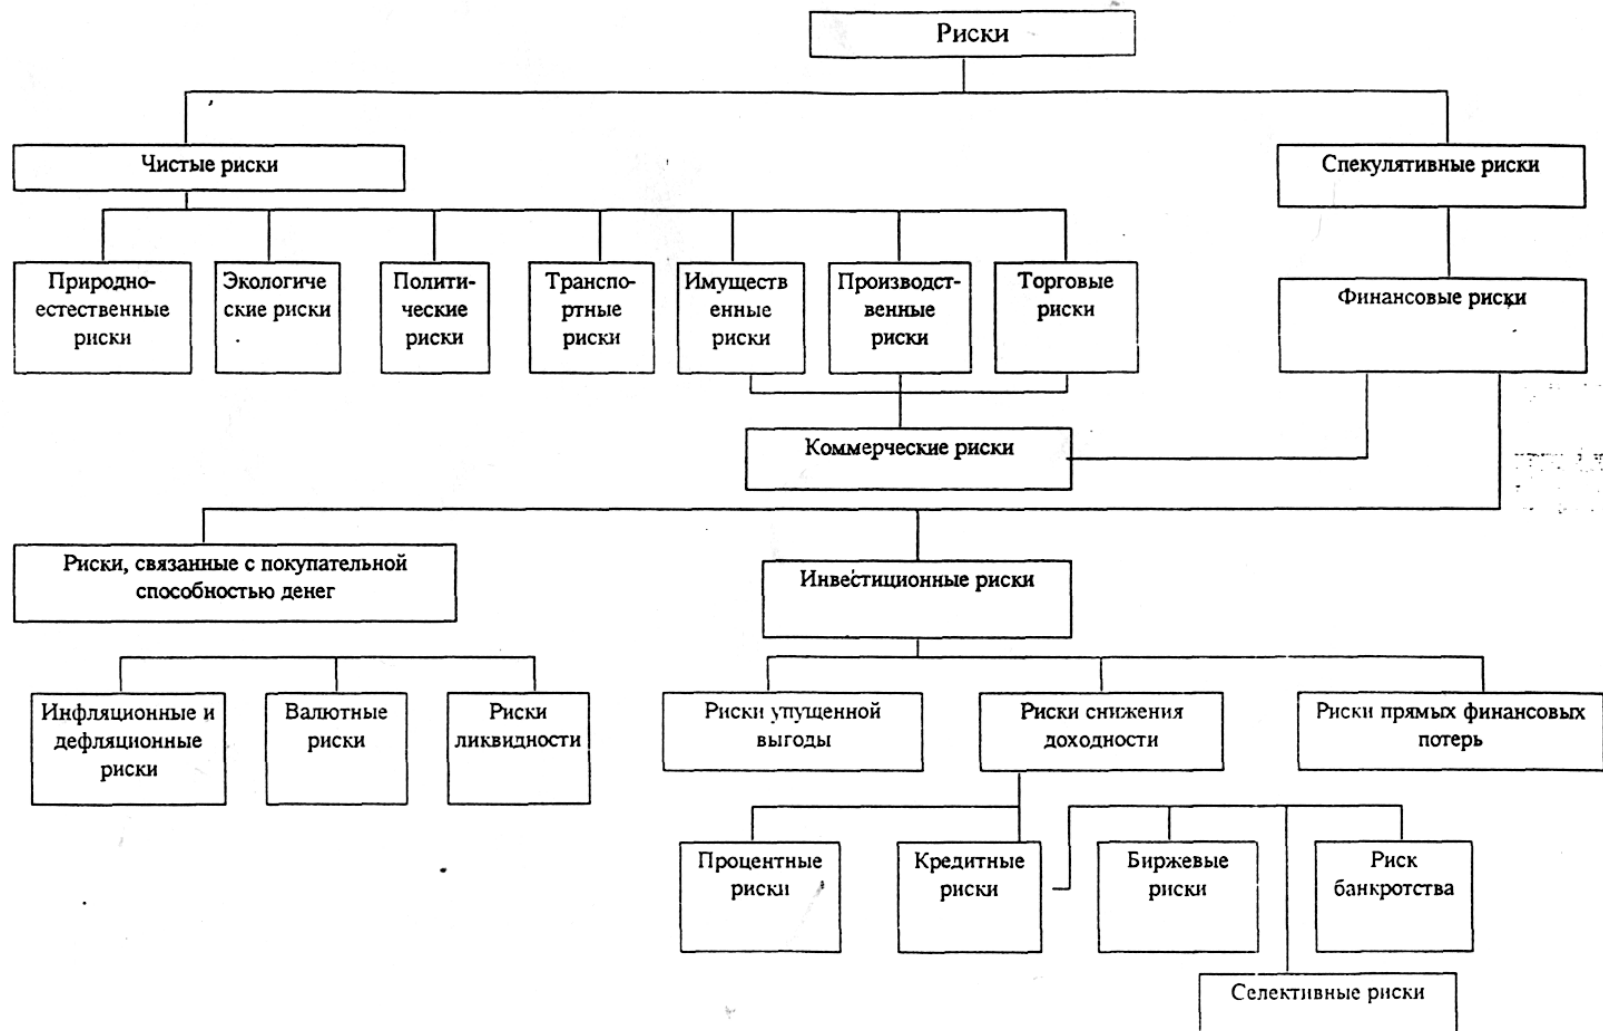 Риски
Чистые риски
Спекулятивные риски
Природно-
естественные
риски
Экологиче
ские риски
Полити-
ческие
риски
Транспо-
ртные
риски
Имуществ
енные
риски
Производст-
венные
риски
Торговые
риски
Финансовые риски
Коммерческие риски
Риски, связанные с покупательной
способностью денег
Инвестиционные риски
Инфляционные и
дефляционные
риски
Валютные
риски
Риски
ликвидности
Риски упущенной
выгоды
Риски снижения
доходности
Риски прямых финансовых
потерь
Процентные
риски
Кредитные
риски
Биржевые
риски
Риск
банкротства
Селективные риски